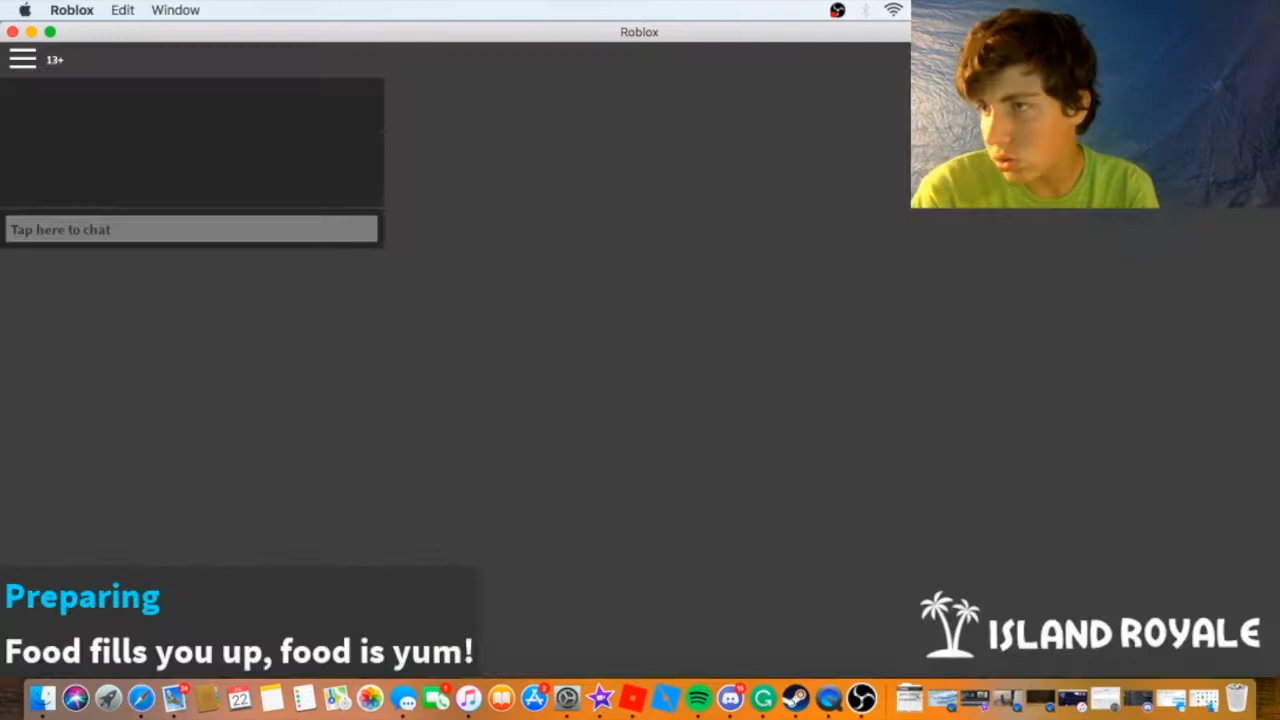 Roblox Edit Window
Roblox
13+
Tap here to chat
Preparing
Food fills you up, food is yum!
ISLAND ROYALE
22